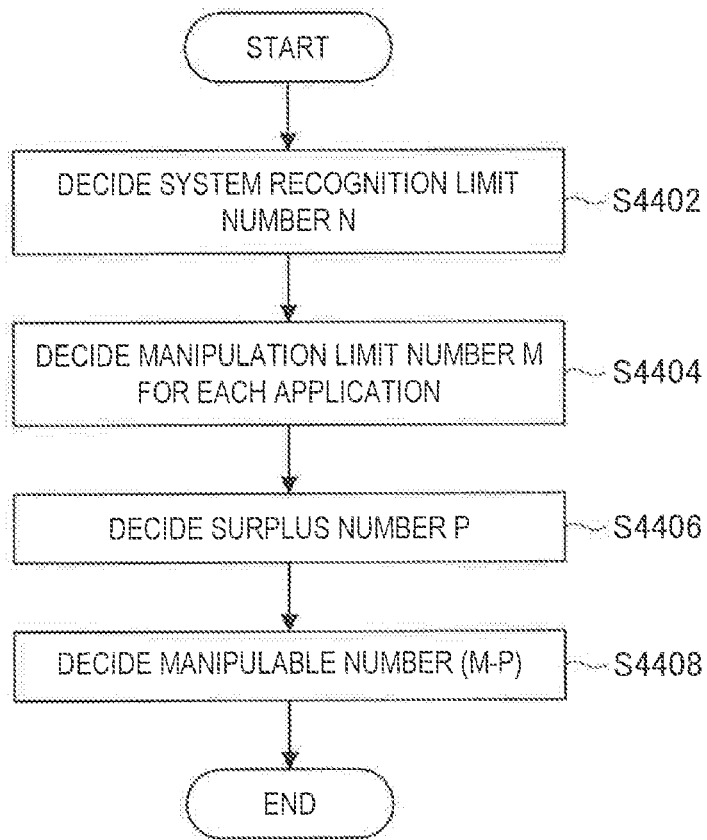 START
DECIDE SYSTEM RECOGNITION LIMIT
NUMBER N
S4402
DECIDE MANIPULATION LIMIT NUMBER M
FOR EACH APPLICATION
S4404
DECIDE SURPLUS NUMBER P
S4406
DECIDE MANIPULABLE NUMBER (M-P)
S4408
END